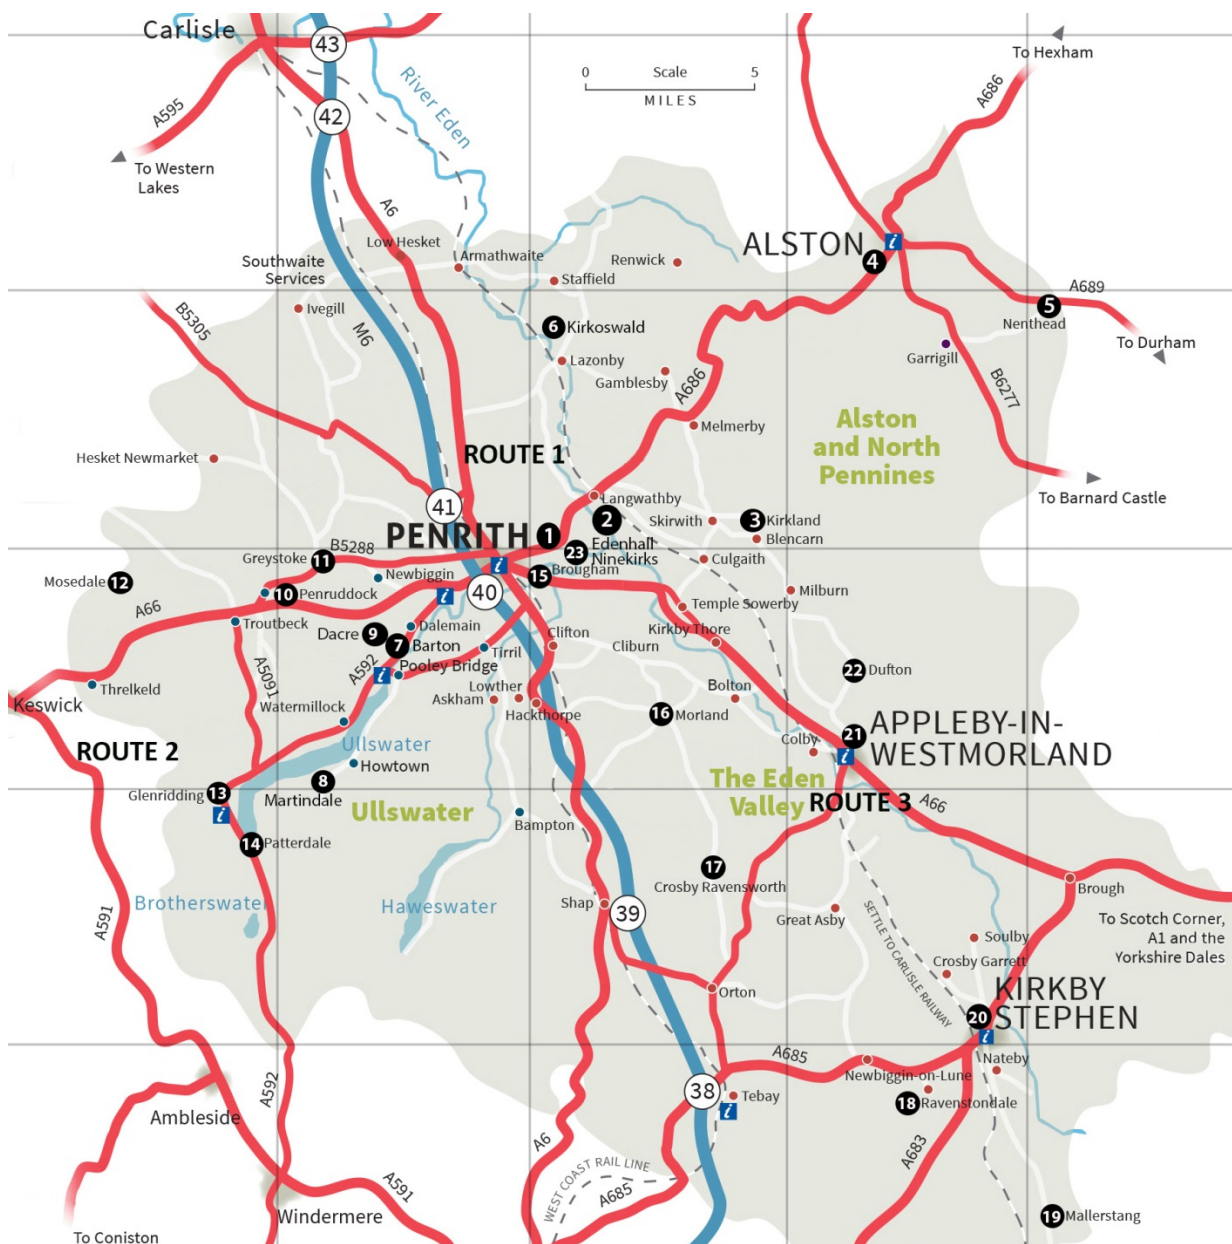 Carlisle
43
To Hexham
0 Scale 5
MILES
River Eden
A686
42
A595
To Western
Lakes
A6
ALSTON
i
4
Low Hesket
Armathwaite
Renwick
Southwaite
Services
Staffield
A689
5
Nenthead
Ivegill
B5305
M6
6 Kirkoswald
To Durham
Garrigill
Lazonby
Gamblesby
A686
B6277
Melmerby
Alston
and North
Pennines
ROUTE 1
Hesket Newmarket
To Barnard Castle
41
Langwathby
2
Skirwith
3 Kirkland
PENRITH 1
Blencarn
Edenhall
23
Ninekirks
B5288
Greystoke 11
Culgaith
i
15 Brougham
Mosedale 12
Newbiggin
40
Milburn
10 Penruddock
i
A66
Temple Sowerby
Troutbeck
Dalemain
Dacre 9
Clifton
Kirkby Thore
7 Barton
Cliburn
Tirril
Pooley Bridge
22 Dufton
A5091
A592
i
Threlkeld
Lowther
Bolton
Askham
Keswick
Hackthorpe
16 Morland
Watermillock
21
APPLEBY-IN-
WESTMORLAND
Colby
i
ROUTE 2
Ullswater
Howtown
The Eden
Valley
8
Martindale
Glenridding 13
i
Ullswater
ROUTE 3
A66
Bampton
14 Patterdale
17
Crosby Ravensworth
Brough
Brotherswater
Haweswater
Shap
39
Great Asby
To Scotch Corner,
A1 and the
Yorkshire Dales
A591
SETTLE TO CARLISLE RAILWAY
Soulby
Crosby Garrett
Orton
KIRKBY
STEPHEN
20
i
A685
Nateby
A592
Newbiggin-on-Lune
38
Tebay
i
18 Ravenstondale
Ambleside
A6
A683
WEST COAST RAIL LINE
A685
A591
Windermere
19 Mallerstang
To Coniston